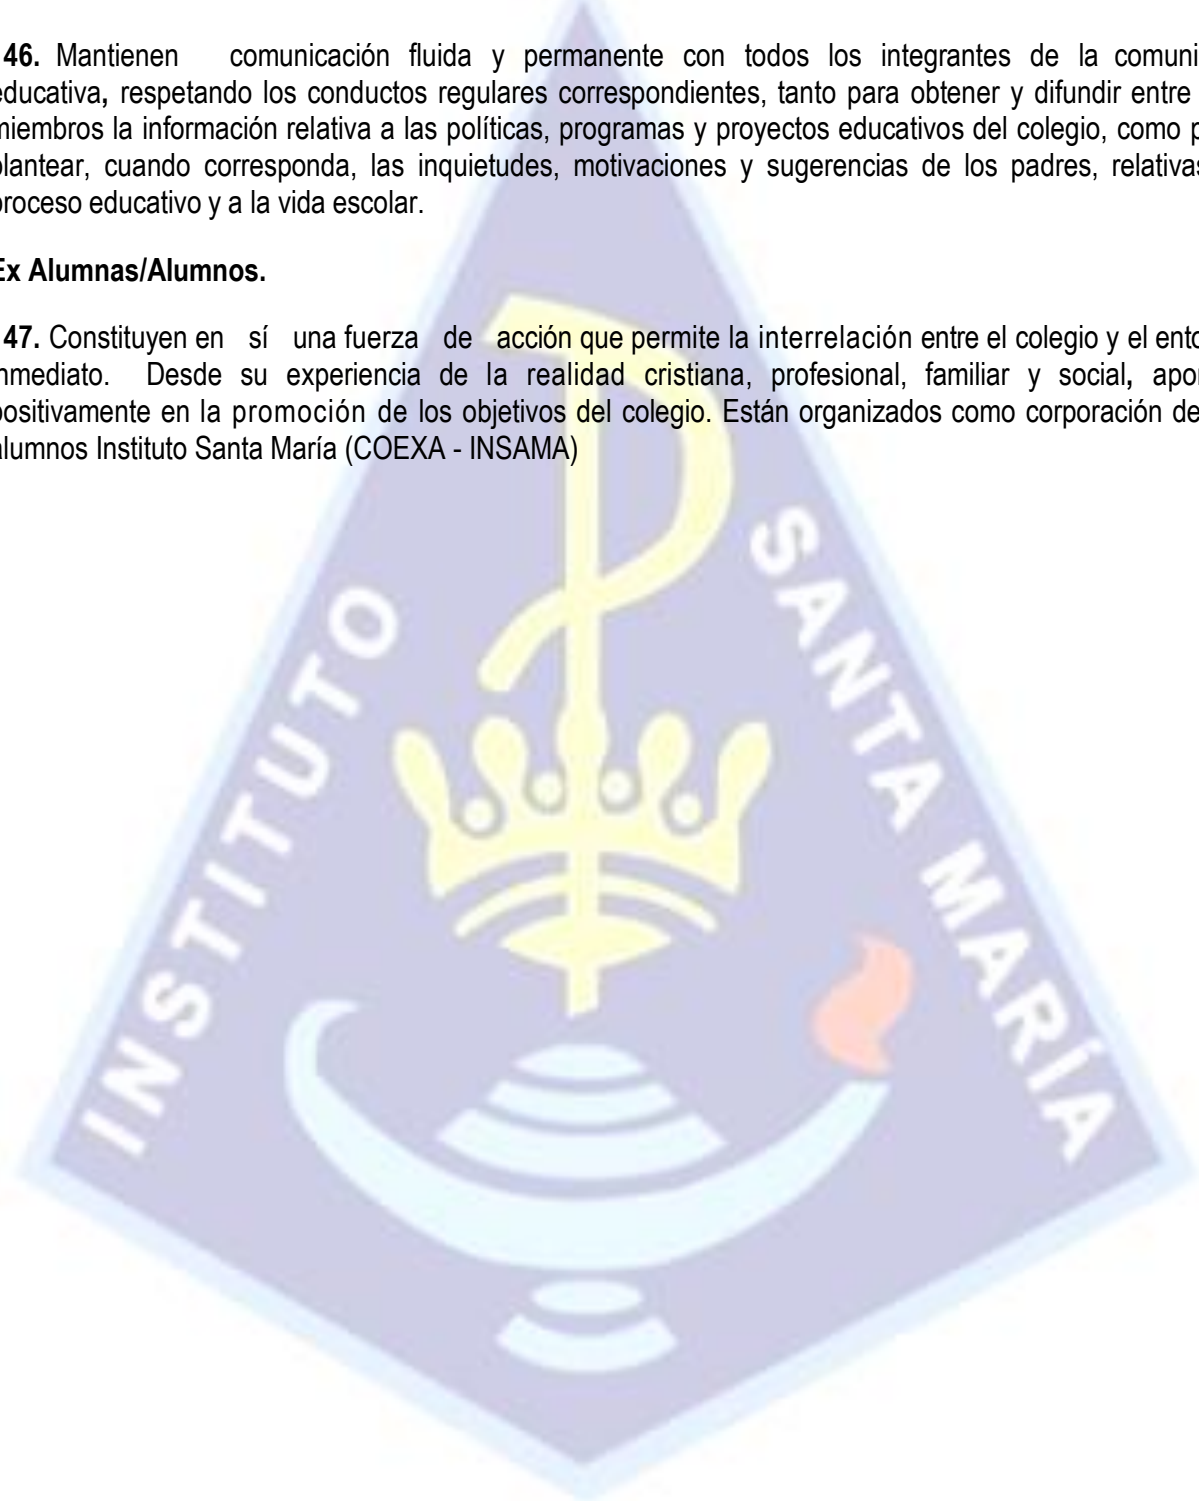 46. Mantienen comunicación fluida y permanente con todos los integrantes de la comuni
educativa, respetando los conductos regulares correspondientes, tanto para obtener y difundir entre
miembros la información relativa a las políticas, programas y proyectos educativos del colegio, como p
plantear, cuando corresponda, las inquietudes, motivaciones y sugerencias de los padres, relativas
proceso educativo y a la vida escolar.
Ex Alumnas/Alumnos.
47. Constituyen en sí una fuerza de acción que permite la interrelación entre el colegio y el ento
nmediato. Desde su experiencia de la realidad cristiana, profesional, familiar y social, apor
positivamente en la promoción de los objetivos del colegio. Están organizados como corporación de
alumnos Instituto Santa María (COEXA - INSAMA)
INSTITUTO
SANTA MARÍA